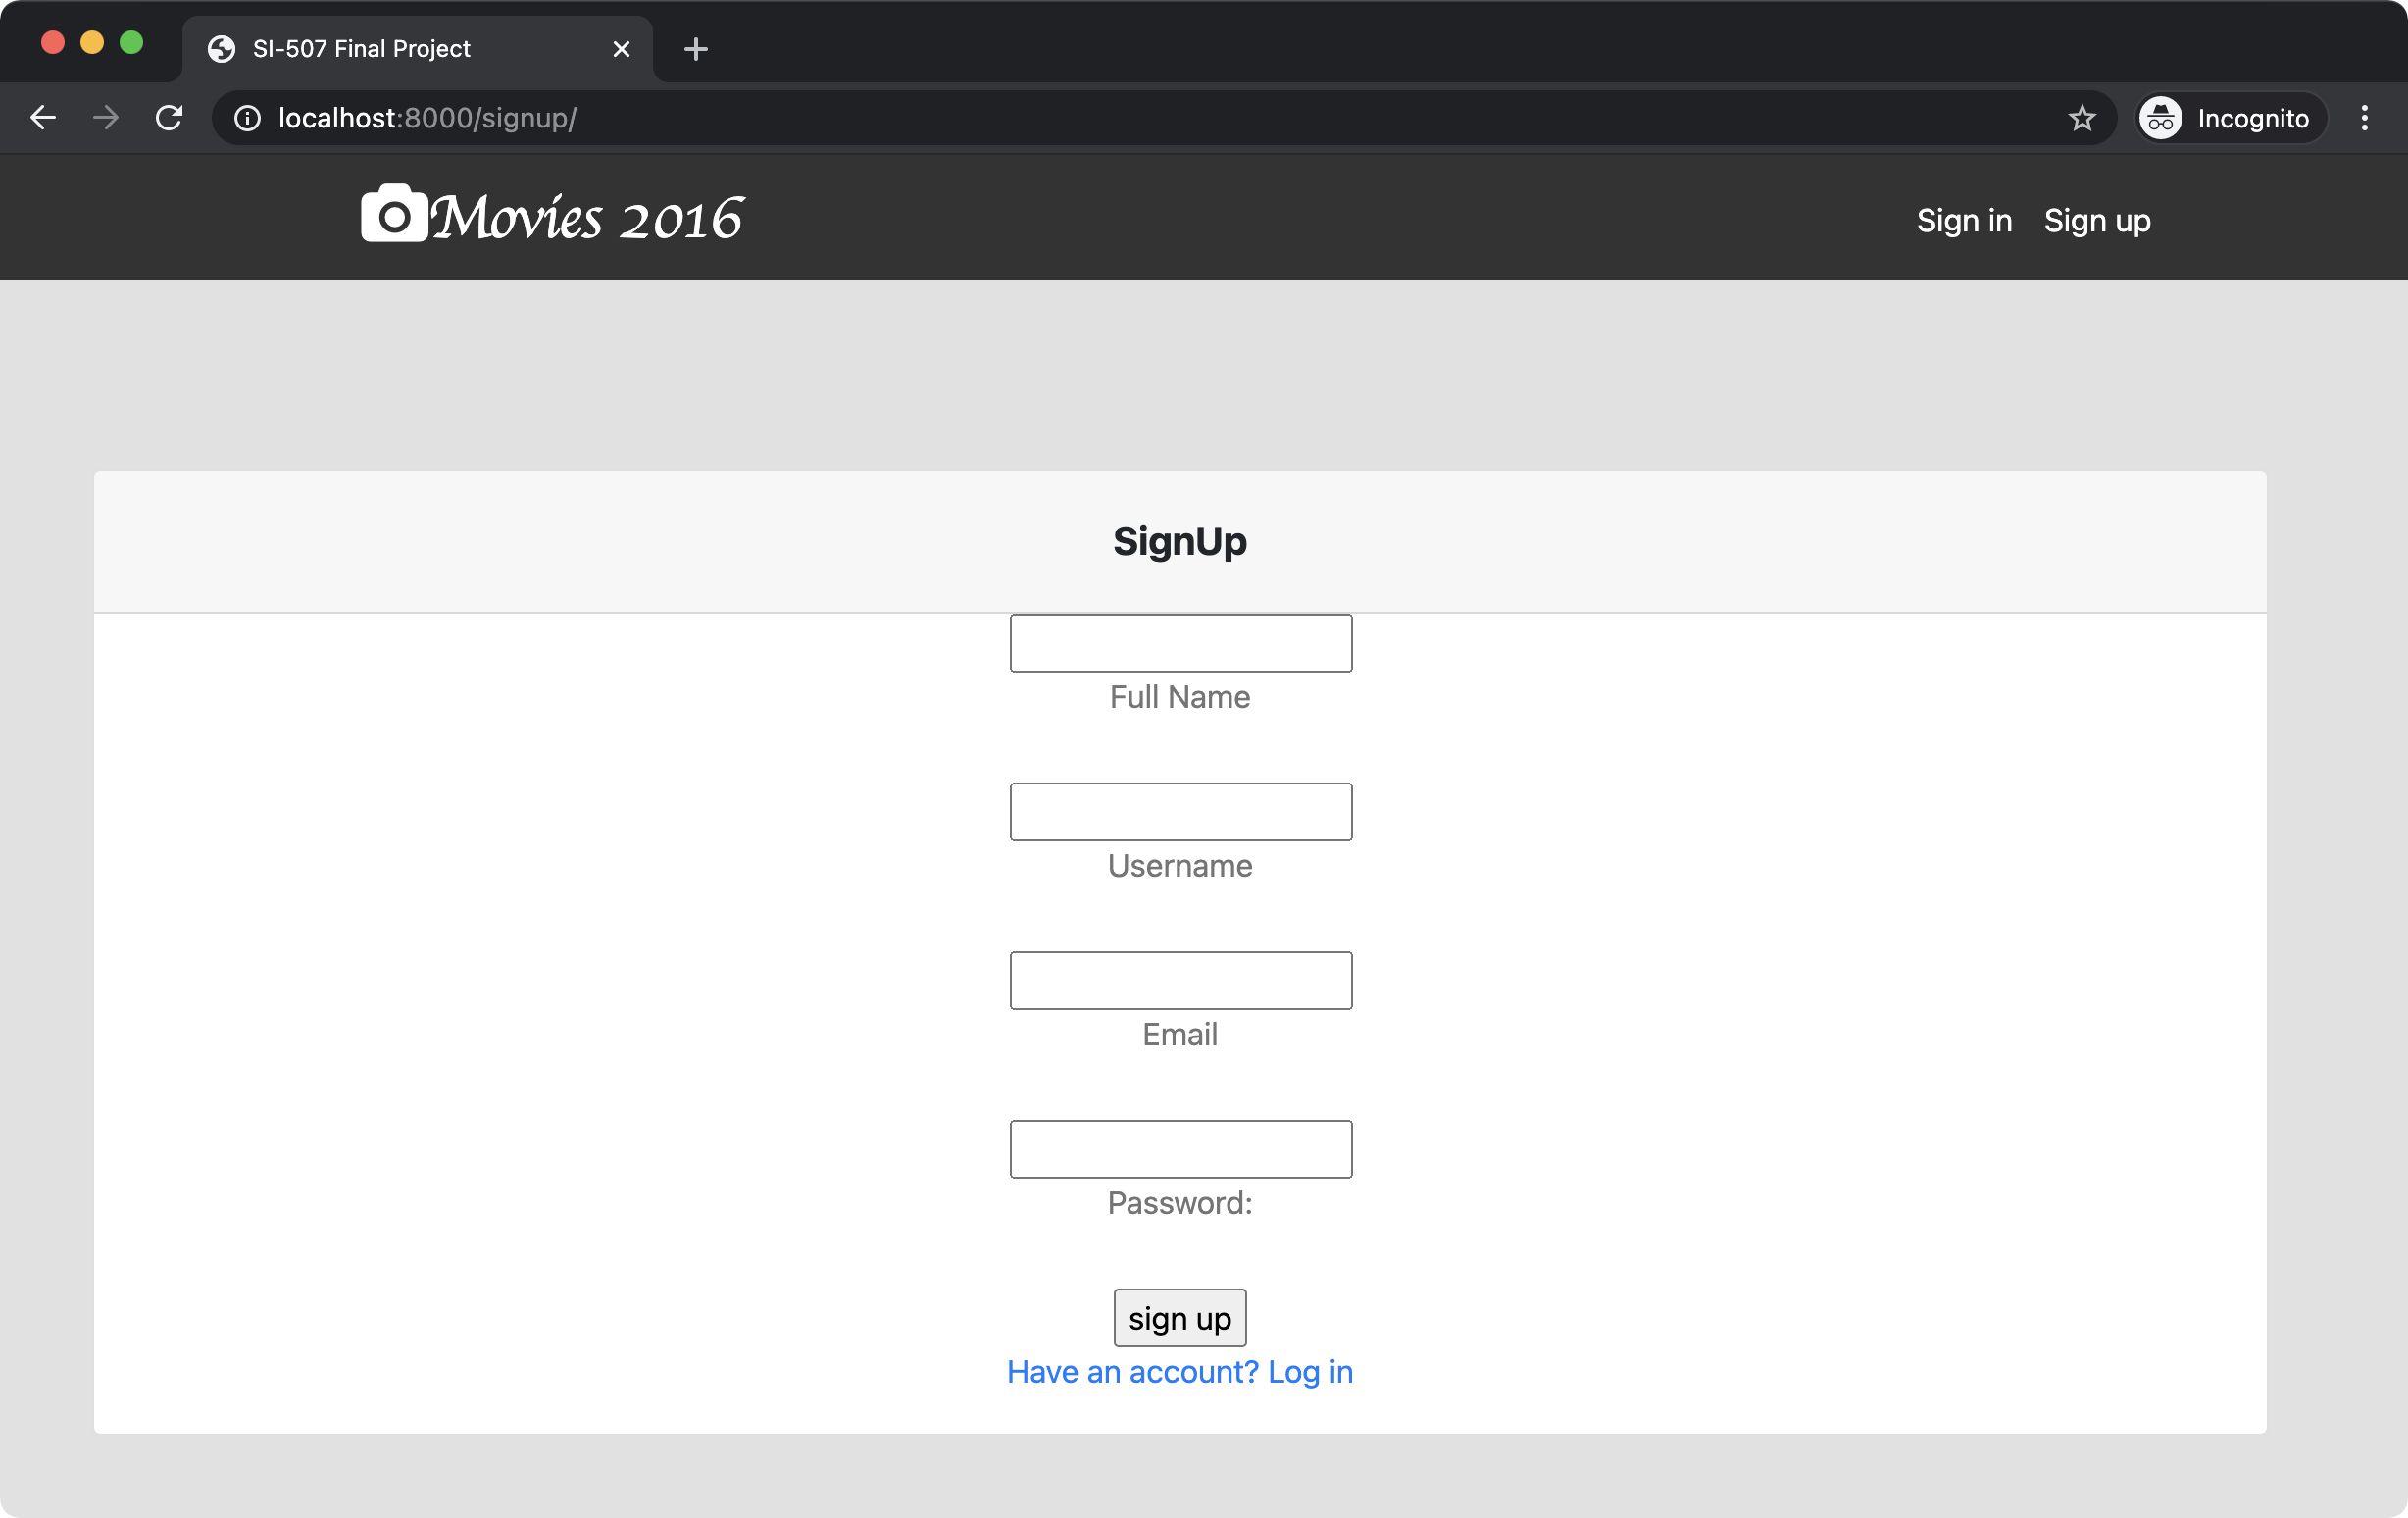 SI-507 Final Project
localhost:8000/signup/
Incognito
Movies 2016
Sign in
Sign up
SignUp
Full Name
Username
Email
Password:
sign up
Have an account? Log in